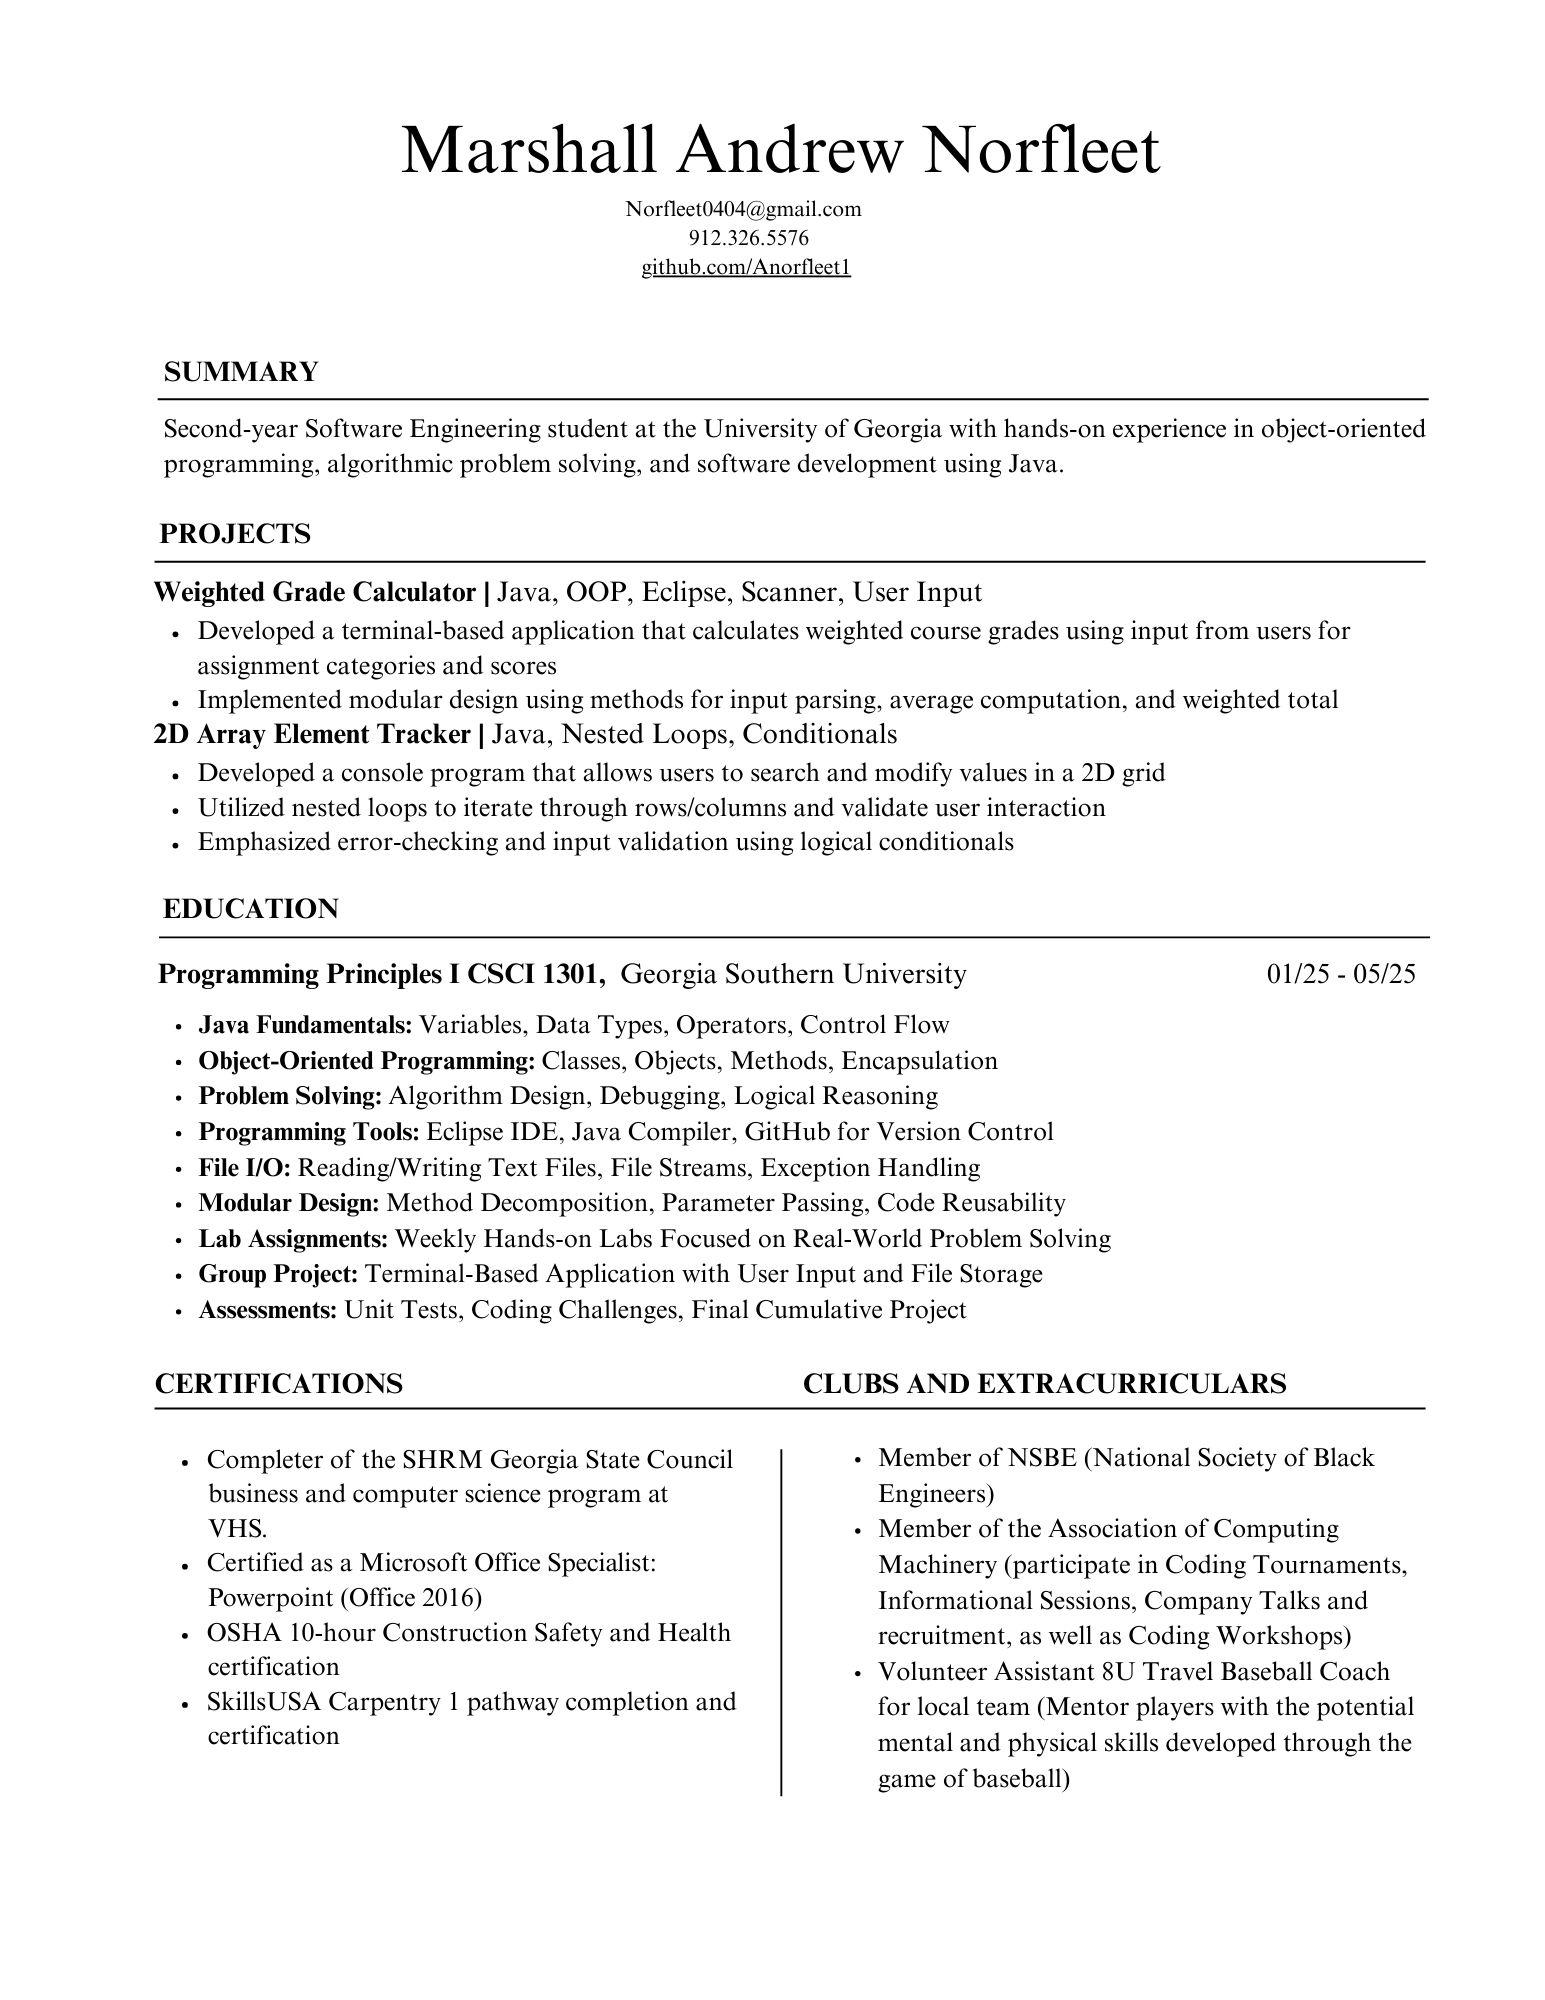 Marshall Andrew Norfleet
Norfleet0404@gmail.com
912.326.5576
github.com/Anorfleet1
SUMMARY
Second-year Software Engineering student at the University of Georgia with hands-on experience in object-oriented
programming, algorithmic problem solving, and software development using Java.
PROJECTS
Weighted Grade Calculator | Java, OOP, Eclipse, Scanner, User Input
• Developed a terminal-based application that calculates weighted course grades using input from users for
assignment categories and scores
• Implemented modular design using methods for input parsing, average computation, and weighted total
2D Array Element Tracker | Java, Nested Loops, Conditionals
• Developed a console program that allows users to search and modify values in a 2D grid
• Utilized nested loops to iterate through rows/columns and validate user interaction
• Emphasized error-checking and input validation using logical conditionals
EDUCATION
Programming Principles I CSCI 1301, Georgia Southern University 01/25 - 05/25
• Java Fundamentals: Variables, Data Types, Operators, Control Flow
• Object-Oriented Programming: Classes, Objects, Methods, Encapsulation
• Problem Solving: Algorithm Design, Debugging, Logical Reasoning
• Programming Tools: Eclipse IDE, Java Compiler, GitHub for Version Control
• File I/O: Reading/Writing Text Files, File Streams, Exception Handling
• Modular Design: Method Decomposition, Parameter Passing, Code Reusability
• Lab Assignments: Weekly Hands-on Labs Focused on Real-World Problem Solving
• Group Project: Terminal-Based Application with User Input and File Storage
• Assessments: Unit Tests, Coding Challenges, Final Cumulative Project
CERTIFICATIONS
• Completer of the SHRM Georgia State Council
business and computer science program at
VHS.
• Certified as a Microsoft Office Specialist:
Powerpoint (Office 2016)
• OSHA 10-hour Construction Safety and Health
certification
• SkillsUSA Carpentry 1 pathway completion and
certification
CLUBS AND EXTRACURRICULARS
• Member of NSBE (National Society of Black
Engineers)
• Member of the Association of Computing
Machinery (participate in Coding Tournaments,
Informational Sessions, Company Talks and
recruitment, as well as Coding Workshops)
• Volunteer Assistant 8U Travel Baseball Coach
for local team (Mentor players with the potential
mental and physical skills developed through the
game of baseball)